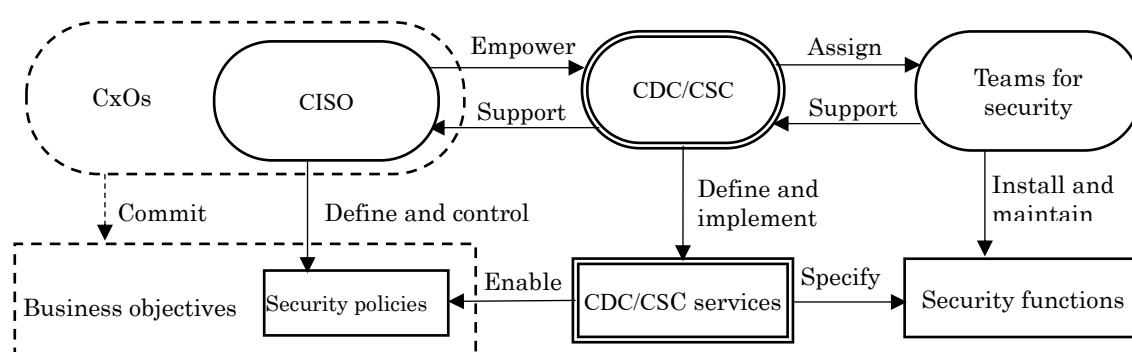 Empower
Assign
CxOs
CISO
CDC/CSC
Teams for
security
Support
Support
Commit
Define and control
Define and
implement
Install and
maintain
Business objectives
Security policies
Enable
CDC/CSC services
Specify
Security functions